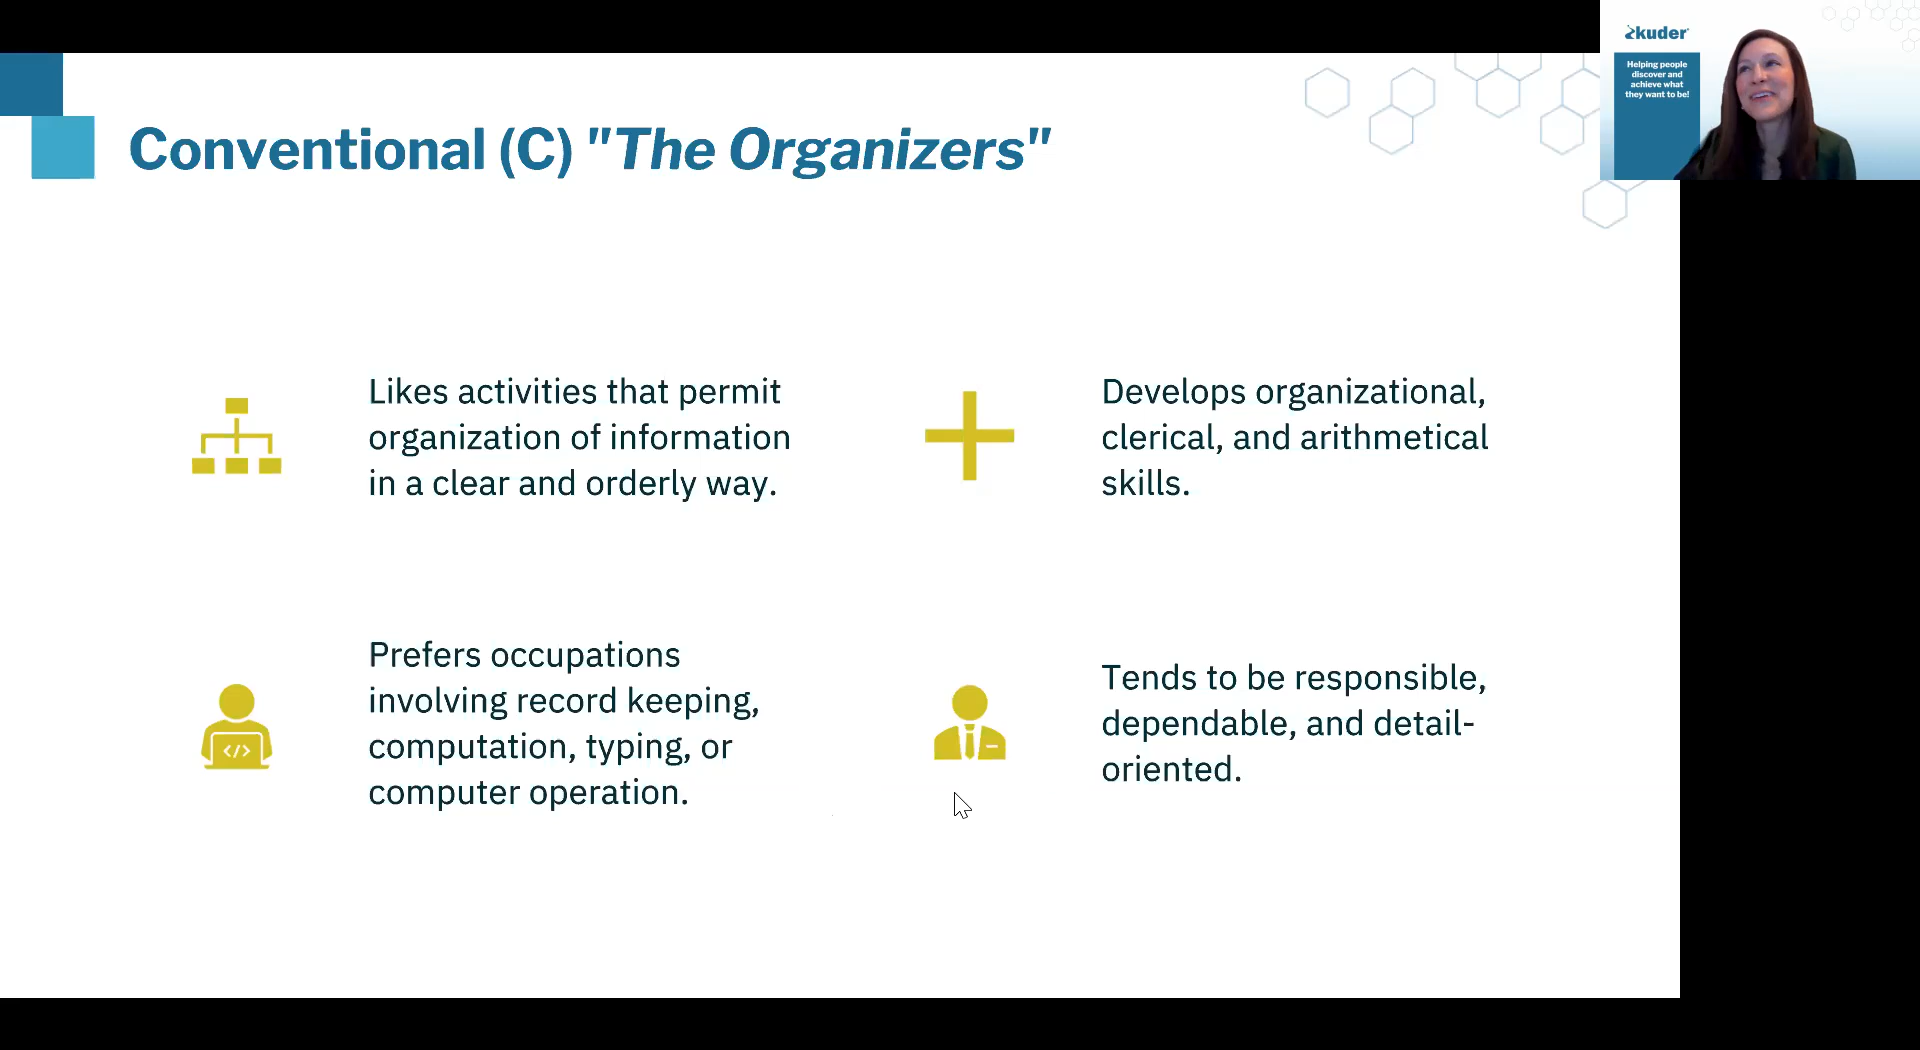 Conventional (C) "The Organizers"
Likes activities that permit
organization of information
in a clear and orderly way.
Develops organizational,
clerical, and arithmetical
skills.
Prefers occupations
involving record keeping,
computation, typing, or
computer operation.
Tends to be responsible,
dependable, and detail-
oriented.
kuder
Helping people
discover and
achieve what
they want to be!